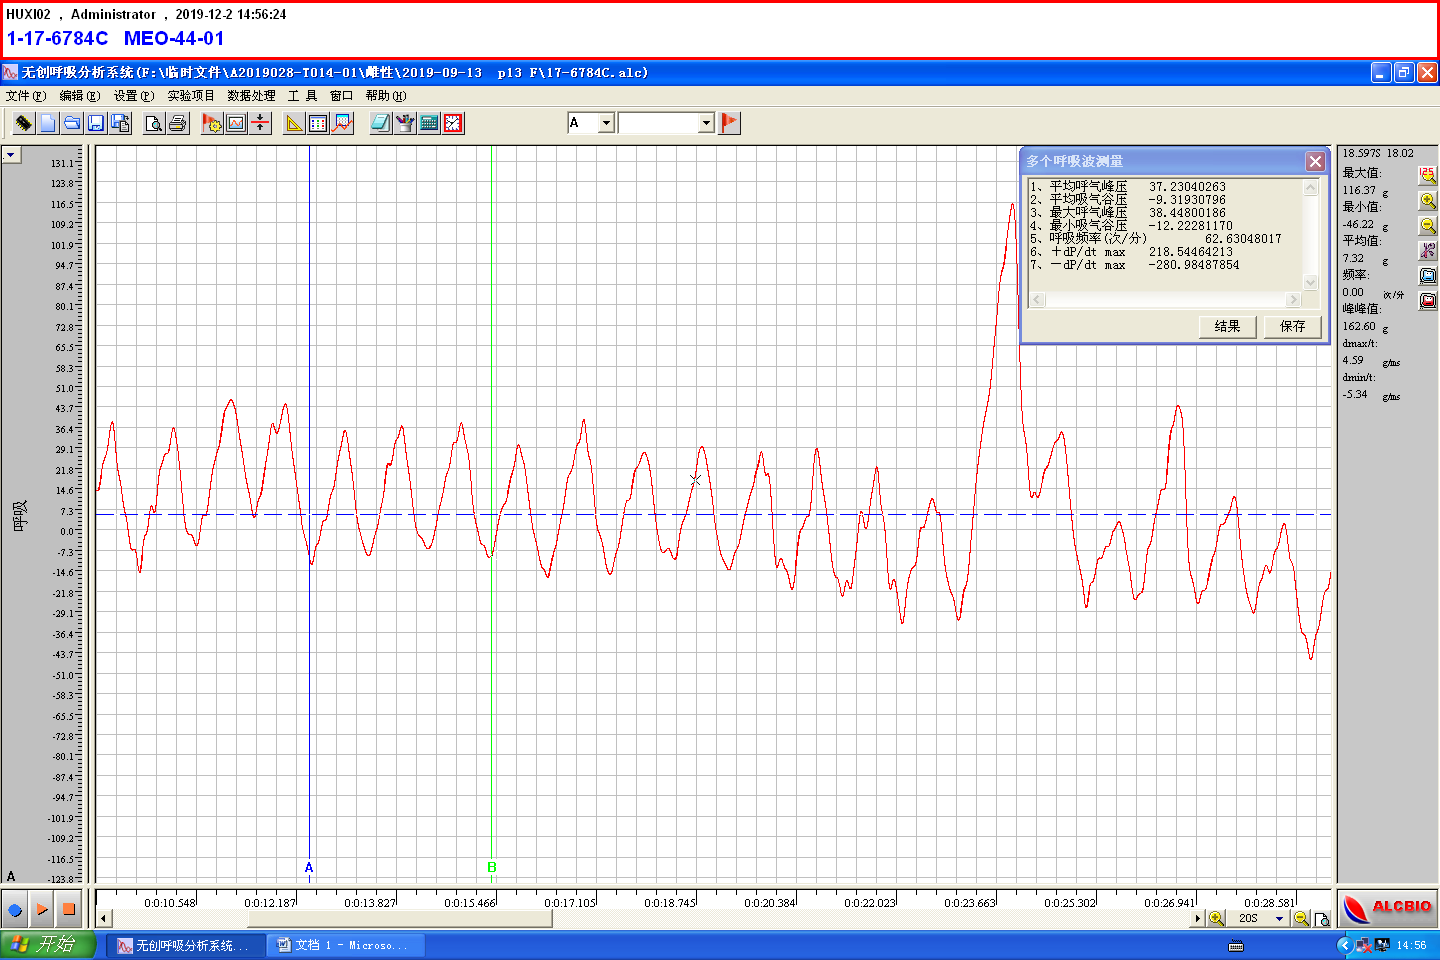 HUXI02 , Administrator , 2019-12-2 14:56:24
1-17-6784C MEO-44-01
无创呼吸分析系统(F:\临时文件\A2019028-T014-01\雌性\2019-09-13 p13 F\17-6784C.alc)
文件(F) 编辑(E) 设置(P) 实验项目 数据处理 工 具 窗口 帮助(H)
A
131.1
123.8
116.5
109.2
101.9
94.7
87.4
80.1
72.8
65.5
58.3
51.0
43.7
36.4
29.1
21.8
14.6
7.3
0.0
-7.3
-14.6
-21.8
-29.1
-36.4
-43.7
-51.0
-58.3
-65.5
-72.8
-80.1
-87.4
-94.7
-101.9
-109.2
-116.5
-123.8
呼吸
A
A
B
多个呼吸波测量
1、平均呼气峰压 37.23040263
2、平均吸气谷压 -9.31930796
3、最大呼气峰压 38.44800186
4、最小吸气谷压 -12.22281170
5、呼吸频率(次/分) 62.63048017
6、＋dP/dt max 218.54464213
7、－dP/dt max -280.98487854
结果 保存
18.597S 18.02
最大值:
116.37 g
最小值:
-46.22 g
平均值:
7.32 g
频率:
0.00 次/分
峰峰值:
162.60 g
dmax/t:
4.59 g/ms
dmin/t:
-5.34 g/ms
125
0:0:10.548 0:0:12.187 0:0:13.827 0:0:15.466 0:0:17.105 0:0:18.745 0:0:20.384 0:0:22.023 0:0:23.663 0:0:25.302 0:0:26.941 0:0:28.581
20S
ALCBIO
开始 无创呼吸分析系统... 文档 1 - Microso... 14:56